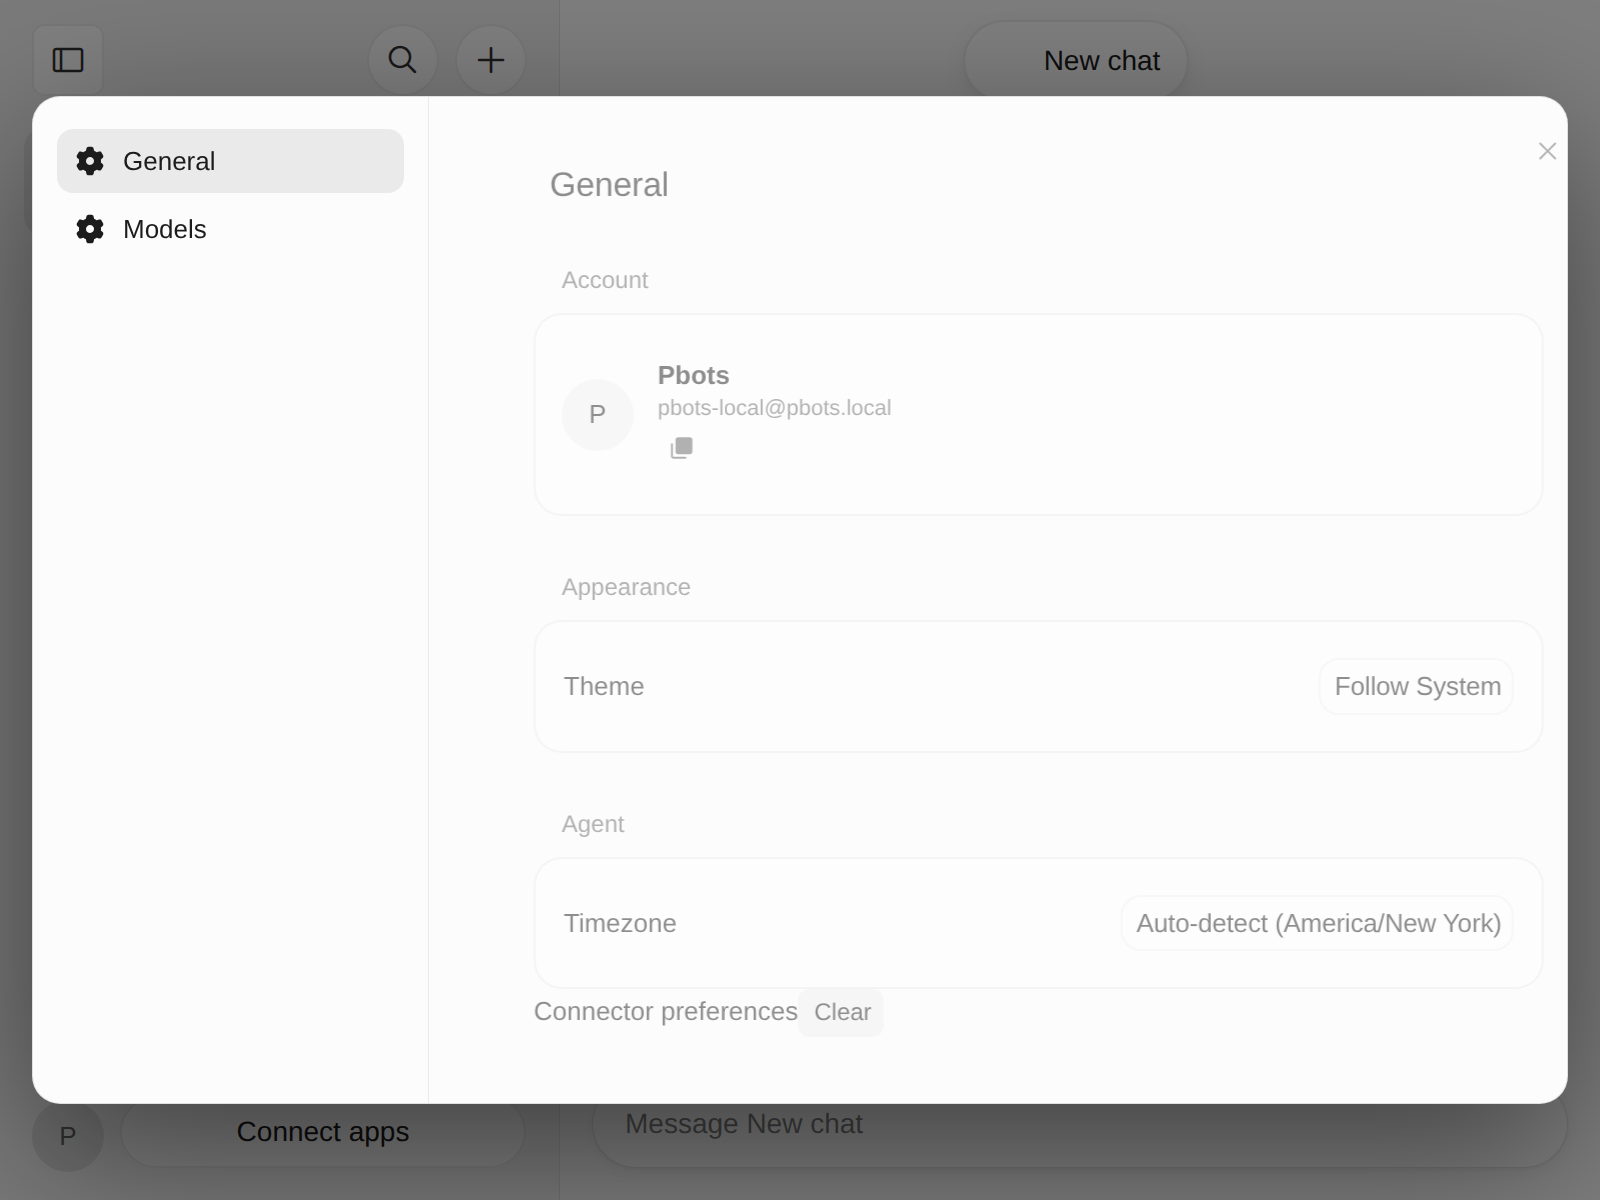 New chat
General
Models
General
Account
P
Pbots
pbots-local@pbots.local
Appearance
Theme
Follow System
Agent
Timezone
Auto-detect (America/New York)
Connector preferences
Clear
P
Connect apps
Message New chat